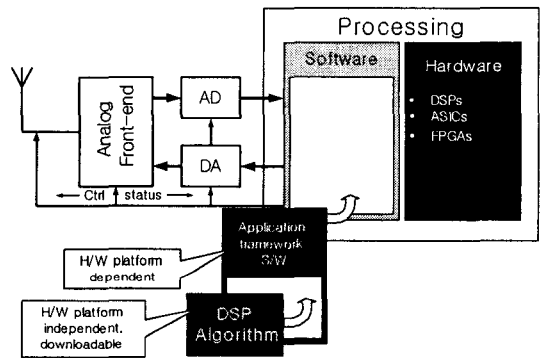 Processing
Software
Hardware
• DSPs
• ASICs
• FPGAs
Analog
Front-end
AD
DA
Ctrl status
Application
framework
S/W
H/W platform
dependent
H/W platform
independent.
downloadable
DSP
Algorithm